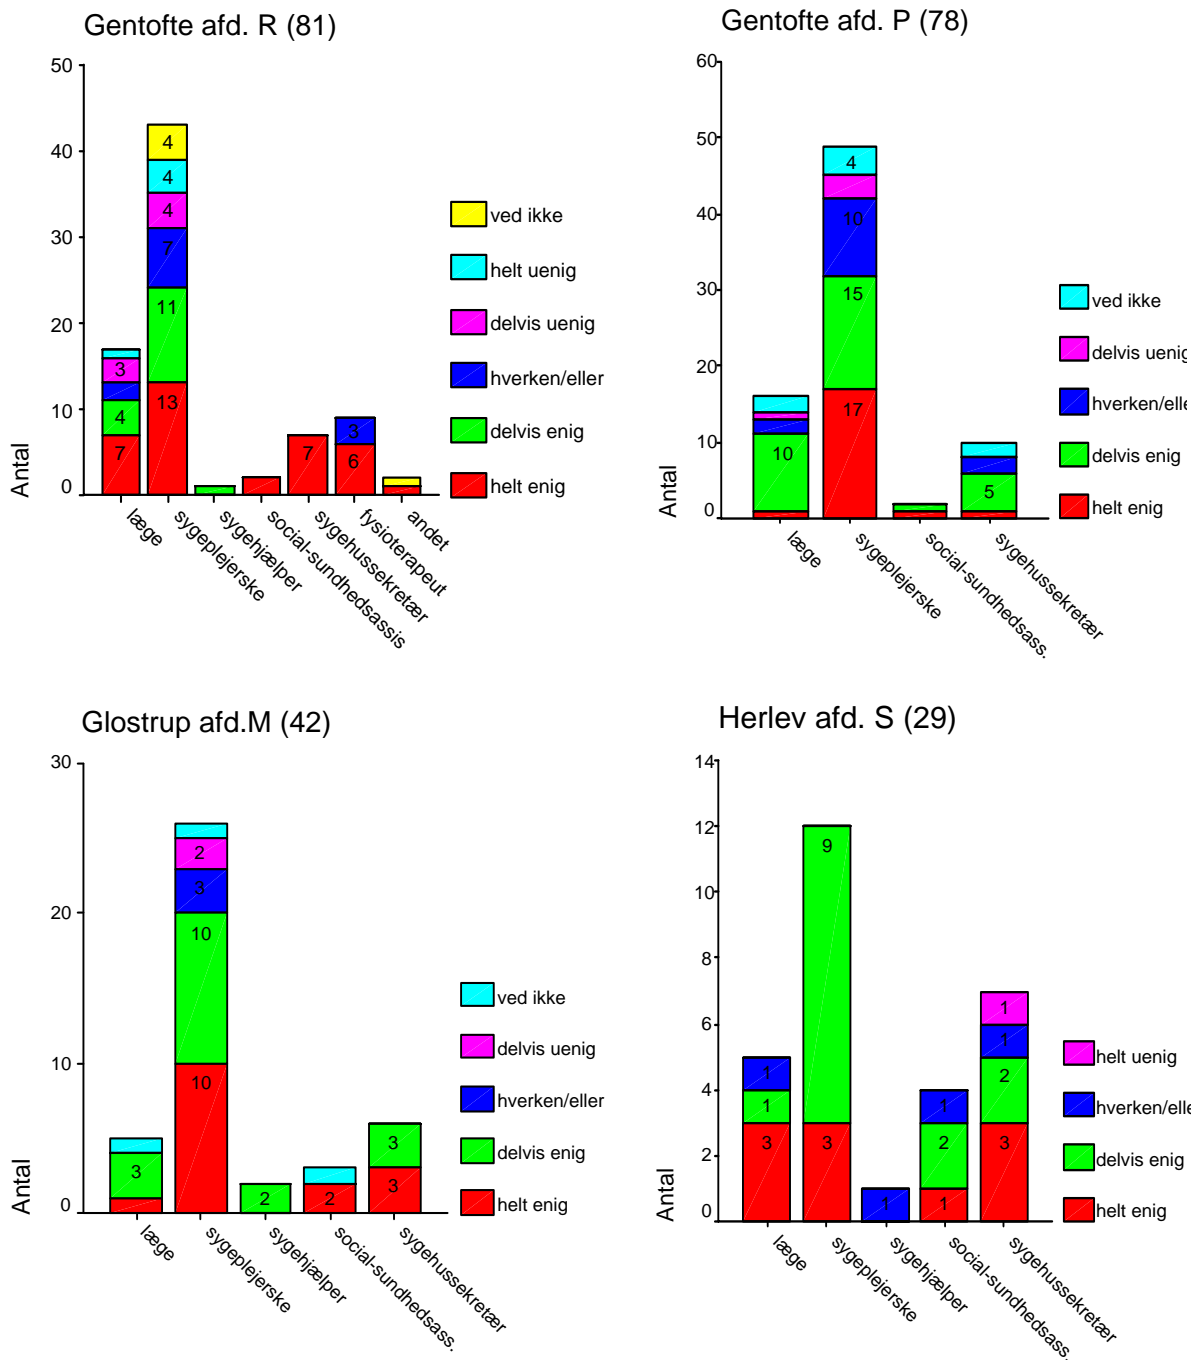 Gentofte afd. R (81)
50
40
30
20
10
0
Antal
4
4
4
7
11
13
3
4
7
7
3
6
læge
sygeplejerske
sygehjælper
social-sundhedsassis
sygehussekretær
fysioterapeut
andet
ved ikke
helt uenig
delvis uenig
hverken/eller
delvis enig
helt enig
Gentofte afd. P (78)
60
50
40
30
20
10
0
Antal
10
4
10
15
17
5
læge
sygeplejerske
social-sundhedsass.
sygehussekretær
ved ikke
delvis uenig
hverken/elle
delvis enig
helt enig
Glostrup afd.M (42)
30
20
10
0
Antal
3
2
3
10
10
2
2
3
3
læge
sygeplejerske
sygehjælper
social-sundhedsass.
sygehussekretær
ved ikke
delvis uenig
hverken/eller
delvis enig
helt enig
Herlev afd. S (29)
14
12
10
8
6
4
2
0
Antal
1
1
3
9
3
1
1
2
1
1
1
2
3
læge
sygeplejerske
sygehjælper
social-sundhedsass.
sygehussekretær
helt uenig
hverken/elle
delvis enig
helt enig